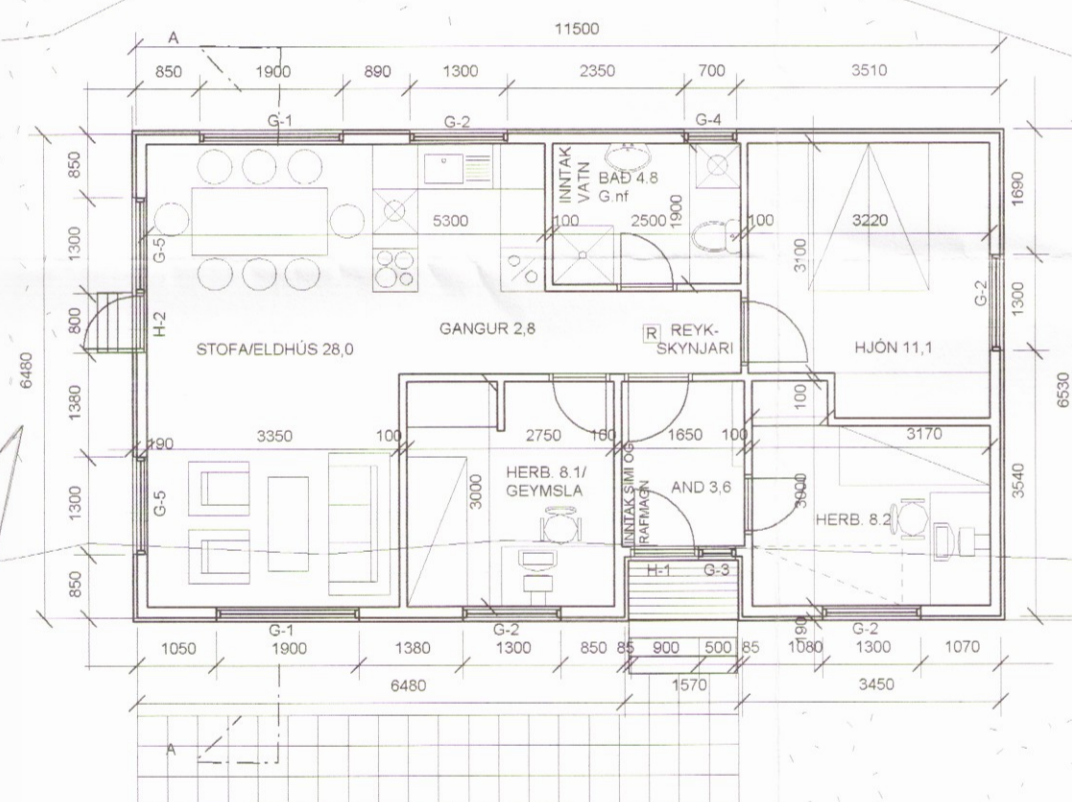 11500
A
850 1900 890 1300 2350 700 3510
G-1 G-2 G-4
850
1300
800
1380
1300
850
6480
1690
1300
3540
6530
INNTAK
VATN
BAÐ 4.8
G.nf
1900
5300 100 2500 100 3220
3100
G-5
H-2
G-2
GANGUR 2,8
R REYK-
SKYNJARI
STOFA/ELDHÚS 28,0
HJÓN 11,1
100
190 3350 100 2750 100 1650 100 3170
G-5
3000
HERB. 8.1/
GEYMSLA
INNTAK SIMI OG
RAFMAGN
AND 3,6
3000
HERB. 8.2
H-1 G-3
G-1 G-2 G-2
190
1050 1900 1380 1300 850 85 900 500 85 1080 1300 1070
6480 1570 3450
A